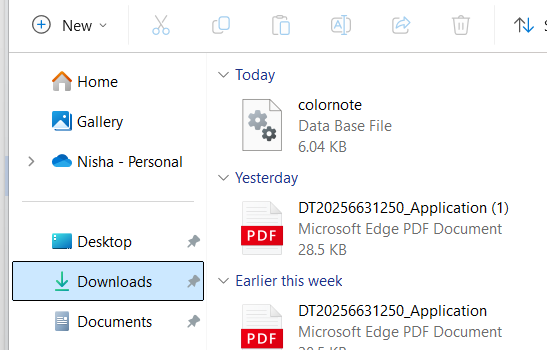 New
S
Home
Gallery
Nisha - Personal
Desktop
Downloads
Documents
Today
colornote
Data Base File
6.04 KB
Yesterday
PDF
DT20256631250_Application (1)
Microsoft Edge PDF Document
28.5 KB
Earlier this week
PDF
DT20256631250_Application
Microsoft Edge PDF Document